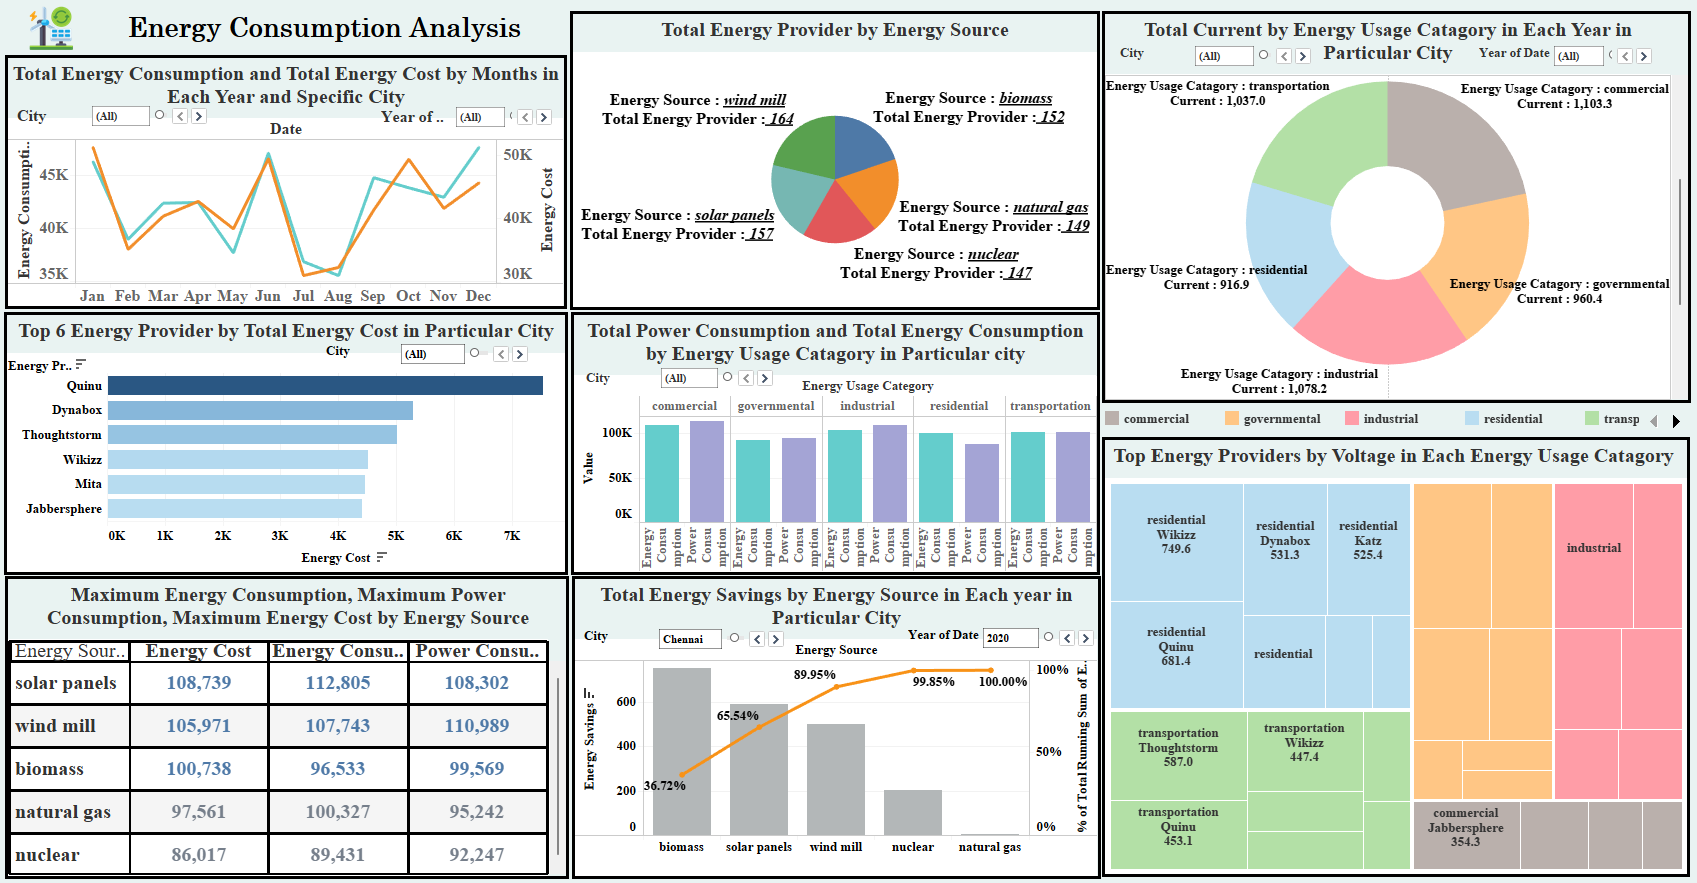 Energy Consumption Analysis
Total Energy Consumption and Total Energy Cost by Months in
Each Year and Specific City
City
(All)
Year of ..
(All)
Date
Energy Consumpti..
45K
40K
35K
50K
40K
30K
Energy Cost
Jan Feb Mar Apr May Jun Jul Aug Sep Oct Nov Dec
Total Energy Provider by Energy Source
Energy Source : wind mill
Total Energy Provider : 164
Energy Source : biomass
Total Energy Provider : 152
Energy Source : solar panels
Total Energy Provider : 157
Energy Source : natural gas
Total Energy Provider : 149
Energy Source : nuclear
Total Energy Provider : 147
Total Current by Energy Usage Catagory in Each Year in
Particular City
City
(All)
Year of Date
(All)
Energy Usage Catagory : transportation
Current : 1,037.0
Energy Usage Catagory : commercial
Current : 1,103.3
Energy Usage Catagory : residential
Current : 916.9
Energy Usage Catagory : governmental
Current : 960.4
Energy Usage Catagory : industrial
Current : 1,078.2
commercial
governmental
industrial
residential
transp
Top 6 Energy Provider by Total Energy Cost in Particular City
City
(All)
Energy Pr..
Quinu
Dynabox
Thoughtstorm
Wikizz
Mita
Jabbersphere
0K 1K 2K 3K 4K 5K 6K 7K
Energy Cost
Total Power Consumption and Total Energy Consumption
by Energy Usage Catagory in Particular city
City
(All)
Energy Usage Category
commercial governmental industrial residential transportation
Value
100K
50K
0K
Energy Consumption
Power Consumption
Energy Consumption
Power Consumption
Energy Consumption
Power Consumption
Energy Consumption
Power Consumption
Energy Consumption
Power Consumption
Top Energy Providers by Voltage in Each Energy Usage Catagory
residential
Wikizz
749.6
residential
Dynabox
531.3
residential
Katz
525.4
residential
Quinu
681.4
residential
industrial
transportation
Thoughtstorm
587.0
transportation
Wikizz
447.4
transportation
Quinu
453.1
commercial
Jabbersphere
354.3
Maximum Energy Consumption, Maximum Power
Consumption, Maximum Energy Cost by Energy Source
Energy Sour.. Energy Cost Energy Consu.. Power Consu..
solar panels 108,739 112,805 108,302
wind mill 105,971 107,743 110,989
biomass 100,738 96,533 99,569
natural gas 97,561 100,327 95,242
nuclear 86,017 89,431 92,247
Total Energy Savings by Energy Source in Each year in
Particular City
City
Chennai
Year of Date
2020
Energy Source
Energy Savings
600
400
200
0
36.72%
65.54%
89.95%
99.85%
100.00%
100%
50%
0%
% of Total Running Sum of E..
biomass solar panels wind mill nuclear natural gas